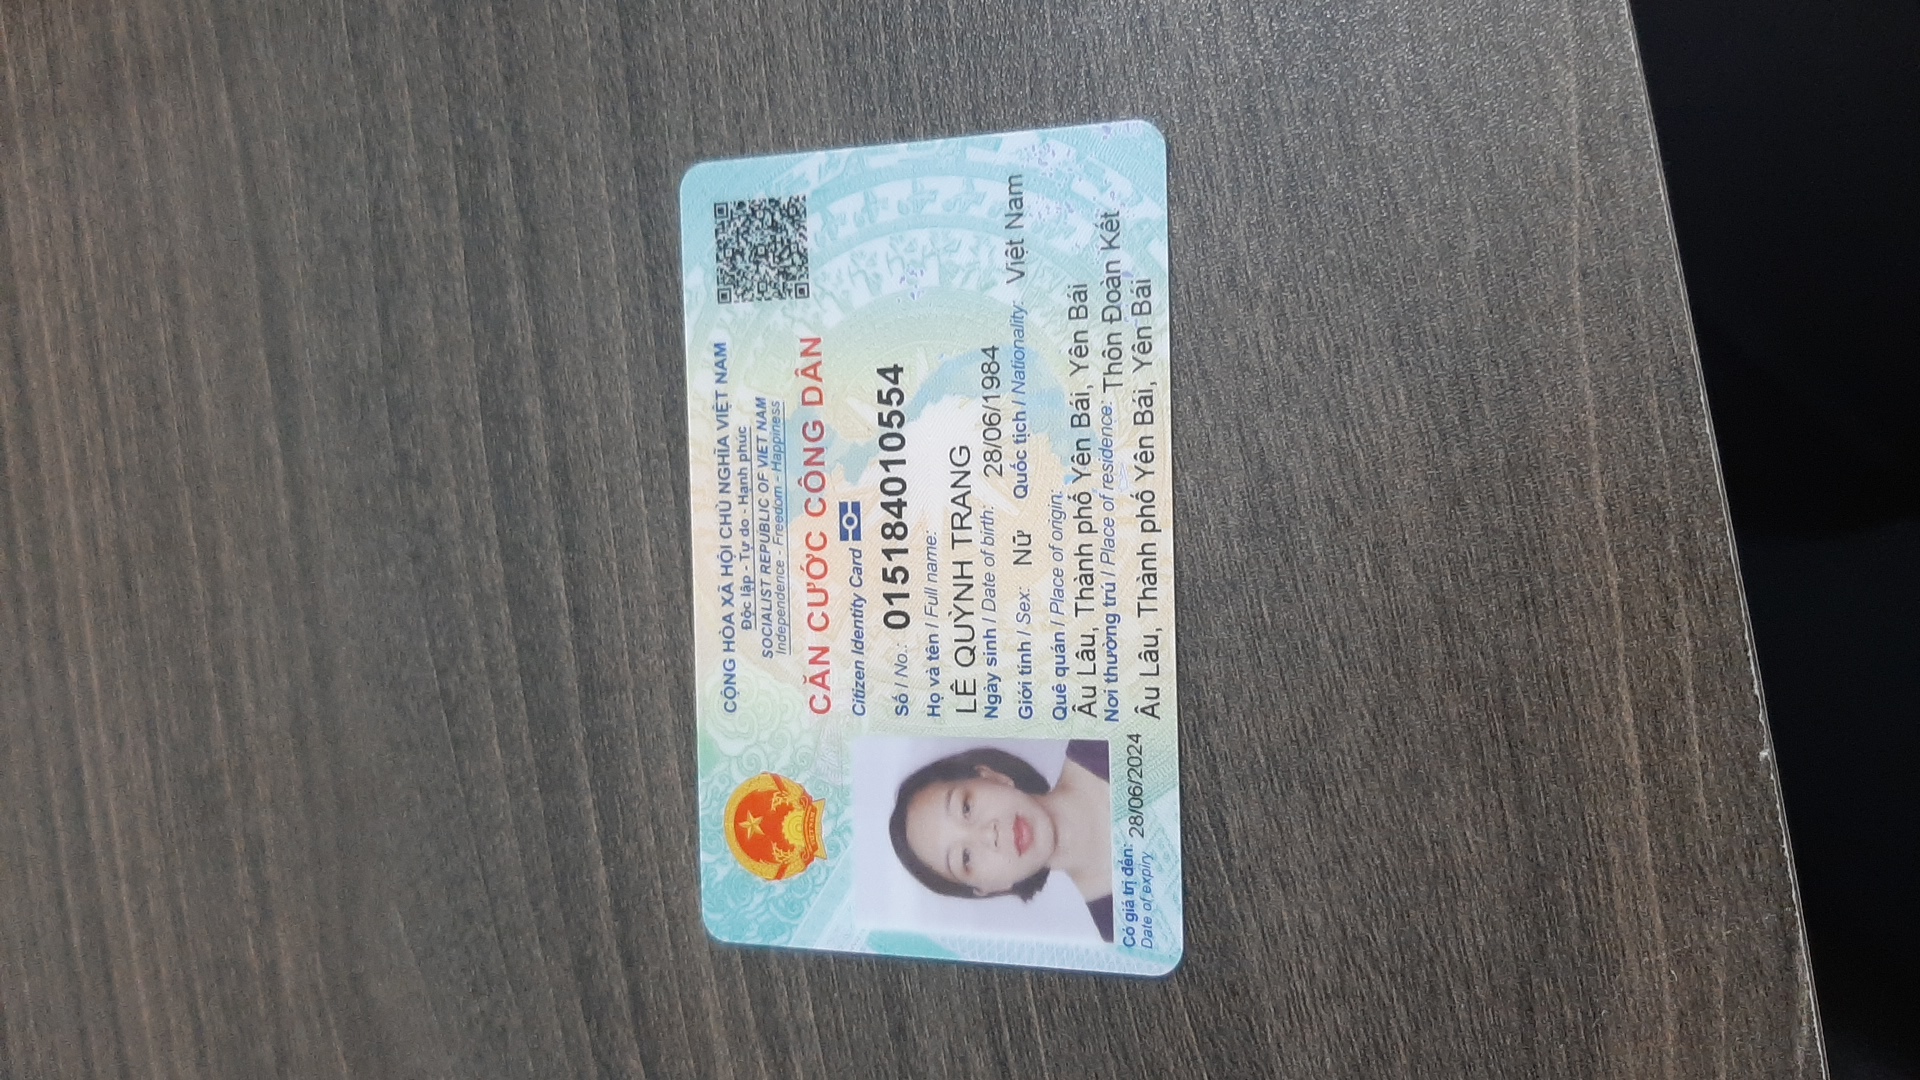 CỘNG HÒA XÃ HỘI CHỦ NGHĨA VIỆT NAM
Độc lập - Tự do - Hạnh phúc
SOCIALIST REPUBLIC OF VIET NAM
Independence - Freedom - Happiness
CĂN CƯỚC CÔNG DÂN
Citizen Identity Card
Số / No.: 015184010554
Họ và tên / Full name:
LÊ QUỲNH TRANG
Ngày sinh / Date of birth: 28/06/1984
Giới tính / Sex: Nữ Quốc tịch / Nationality: Việt Nam
Quê quán / Place of origin:
Âu Lâu, Thành phố Yên Bái, Yên Bái
Nơi thường trú / Place of residence: Thôn Đoàn Kết
Âu Lâu, Thành phố Yên Bái, Yên Bái
Có giá trị đến: 28/06/2024
Date of expiry
VIỆT NAM